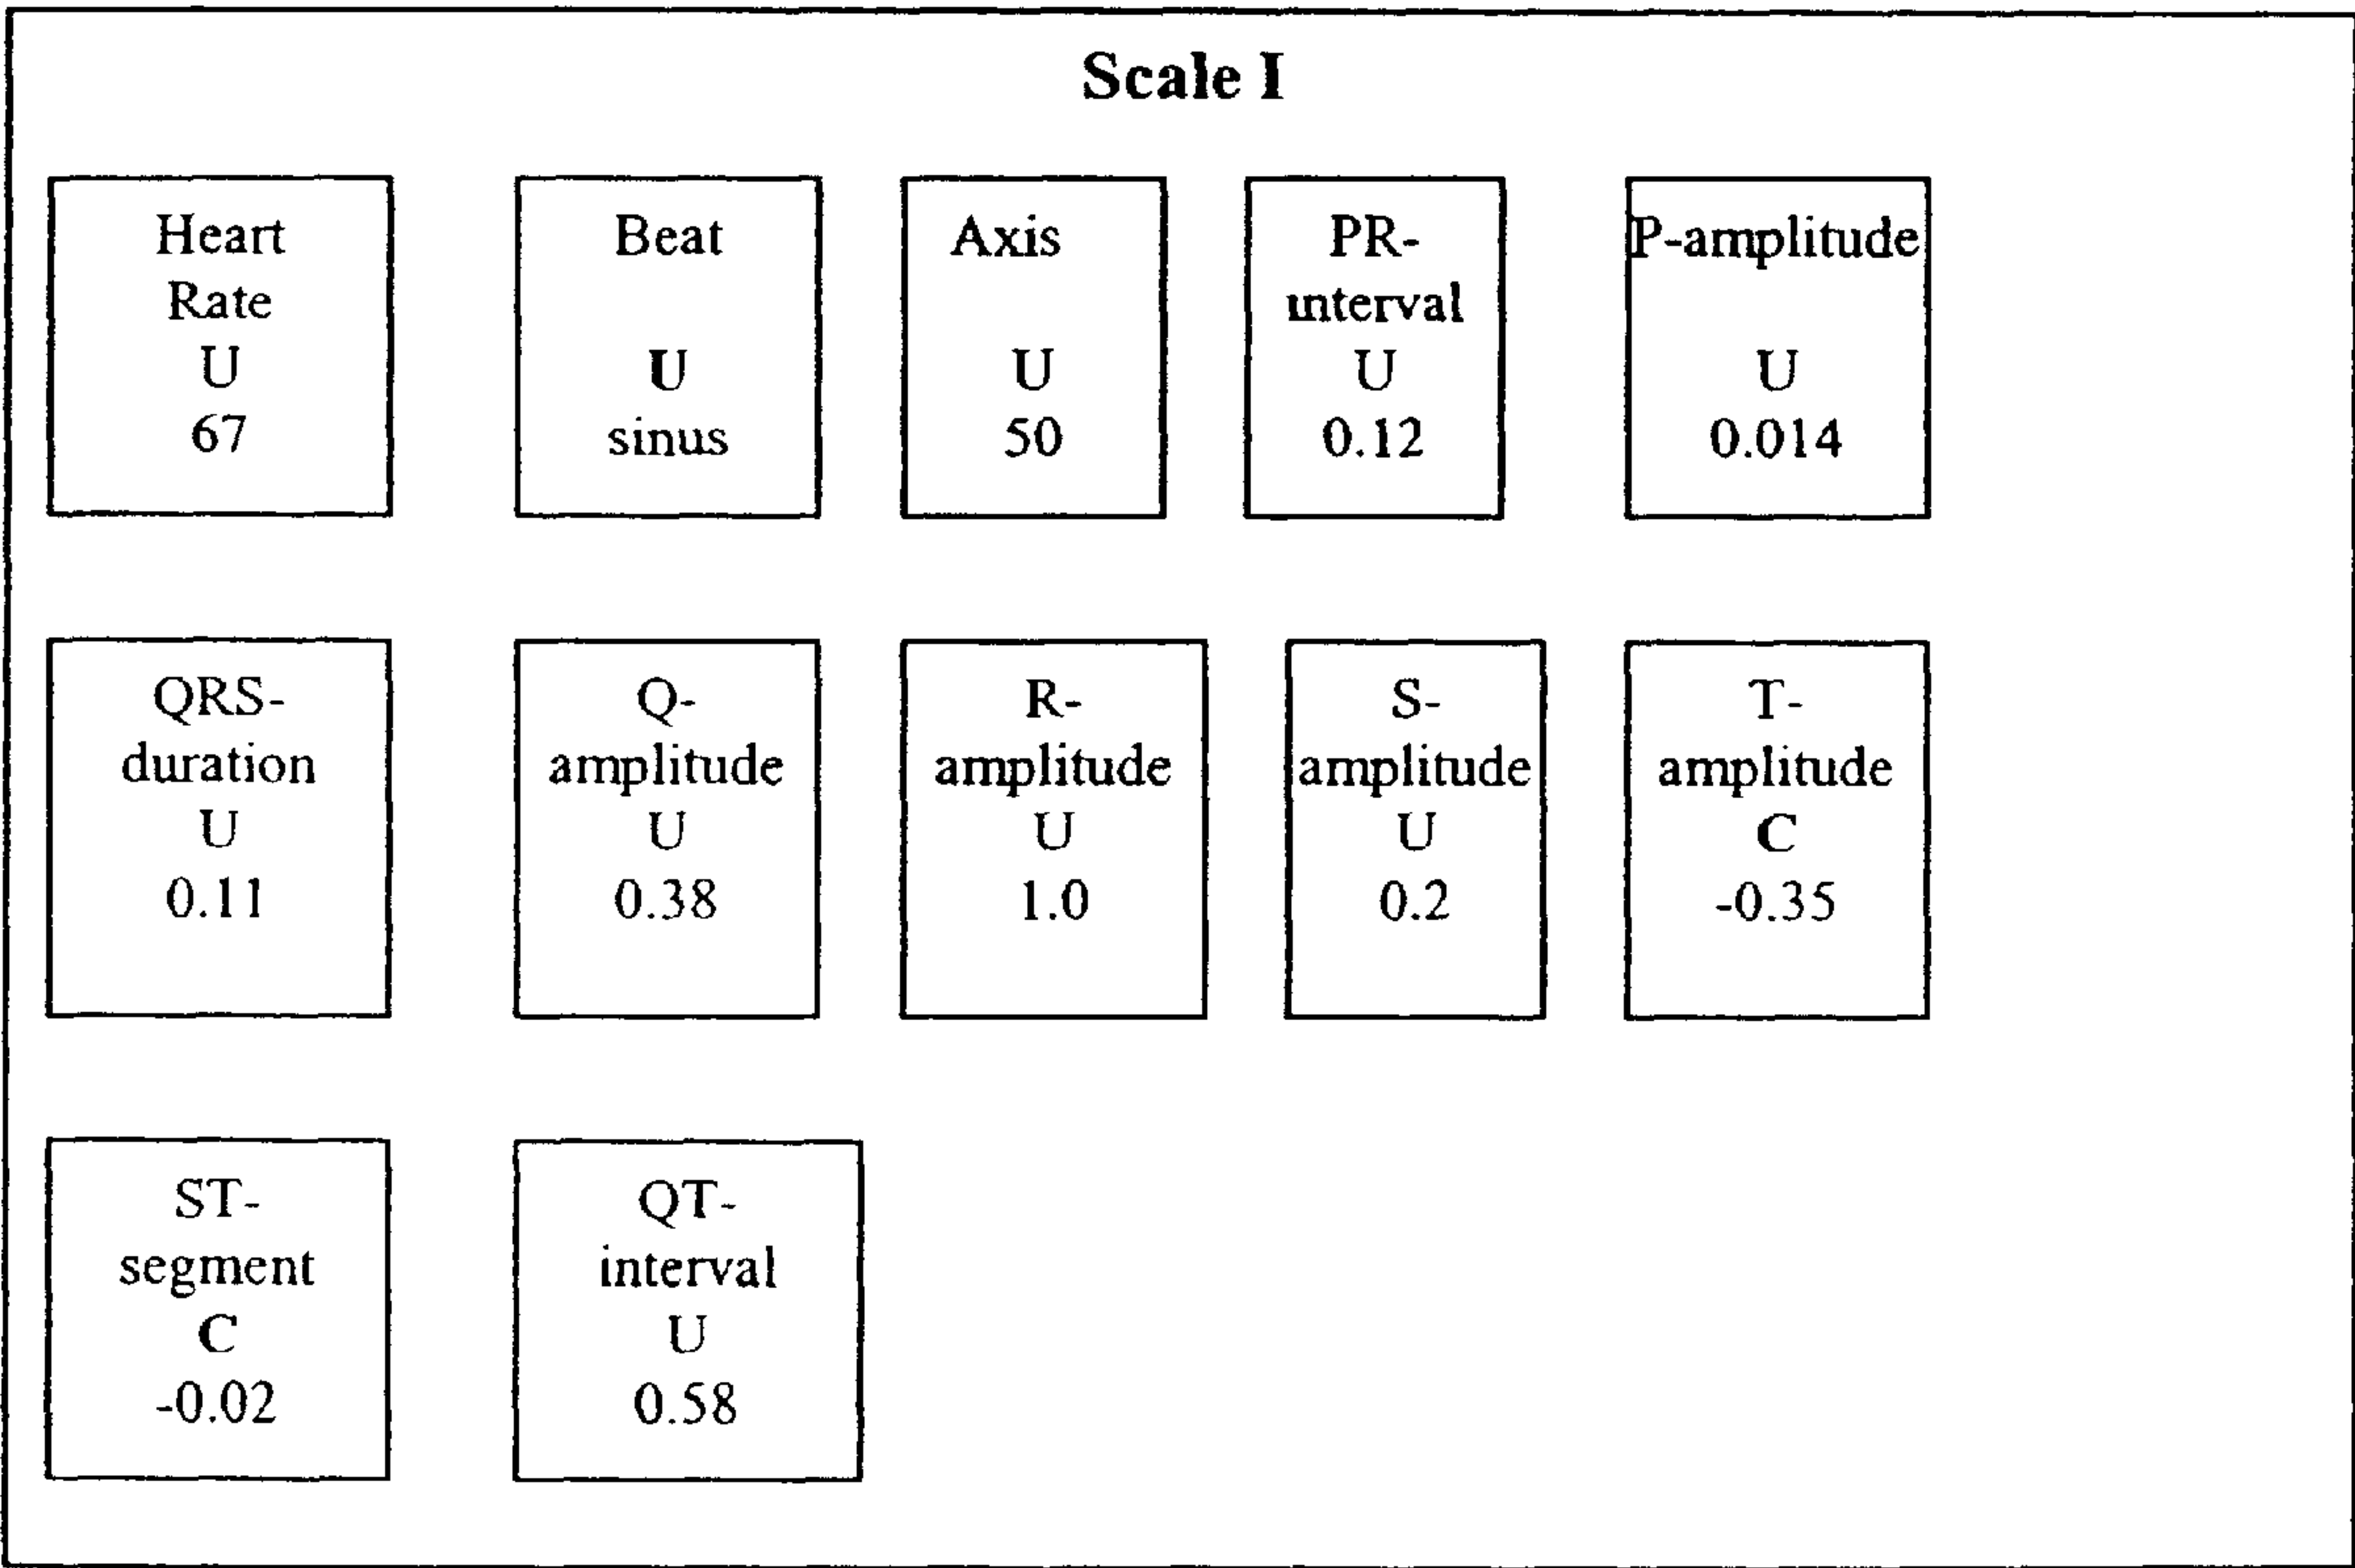 Scale I
Heart
Rate
U
67
Beat
U
sinus
Axis
U
50
PR-
interval
U
0.12
P-amplitude
U
0.014
QRS-
duration
U
0.11
Q-
amplitude
U
0.38
R-
amplitude
U
1.0
S-
amplitude
U
0.2
T-
amplitude
C
-0.35
ST-
segment
C
-0.02
QT-
interval
U
0.58